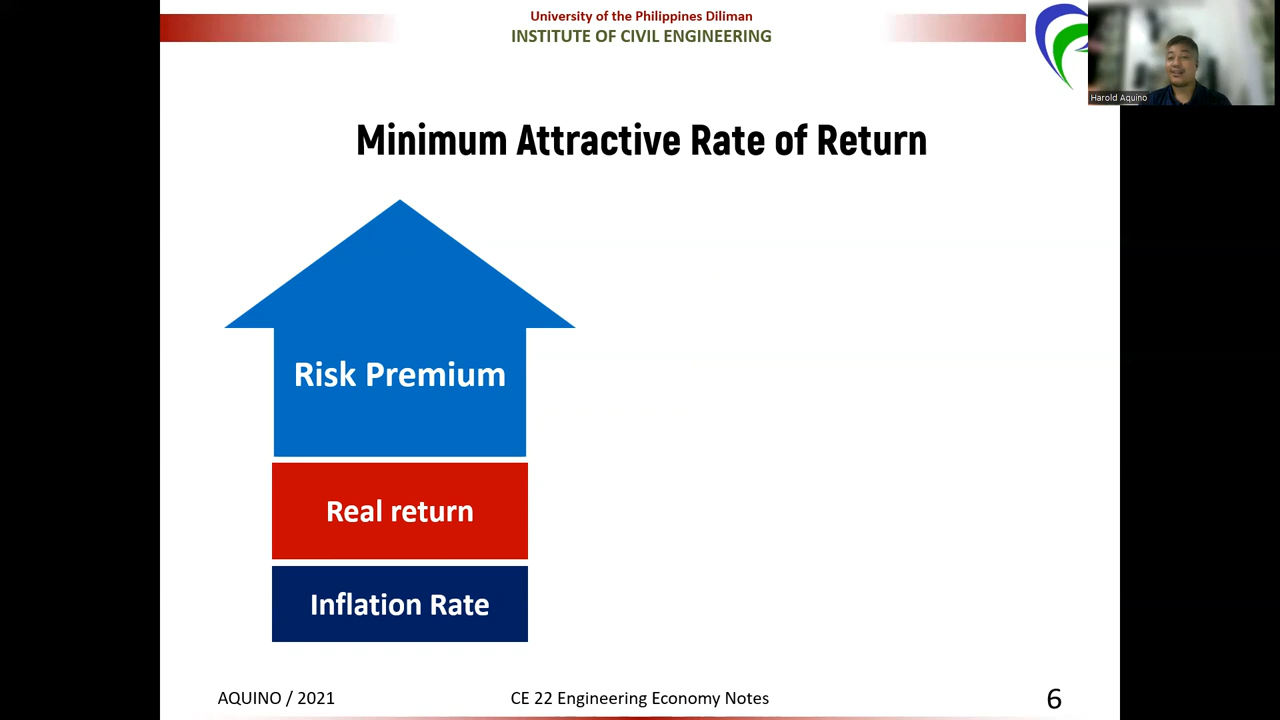 University of the Philippines Diliman
INSTITUTE OF CIVIL ENGINEERING
Harold Aquino
Minimum Attractive Rate of Return
Risk Premium
Real return
Inflation Rate
AQUINO / 2021
CE 22 Engineering Economy Notes
6